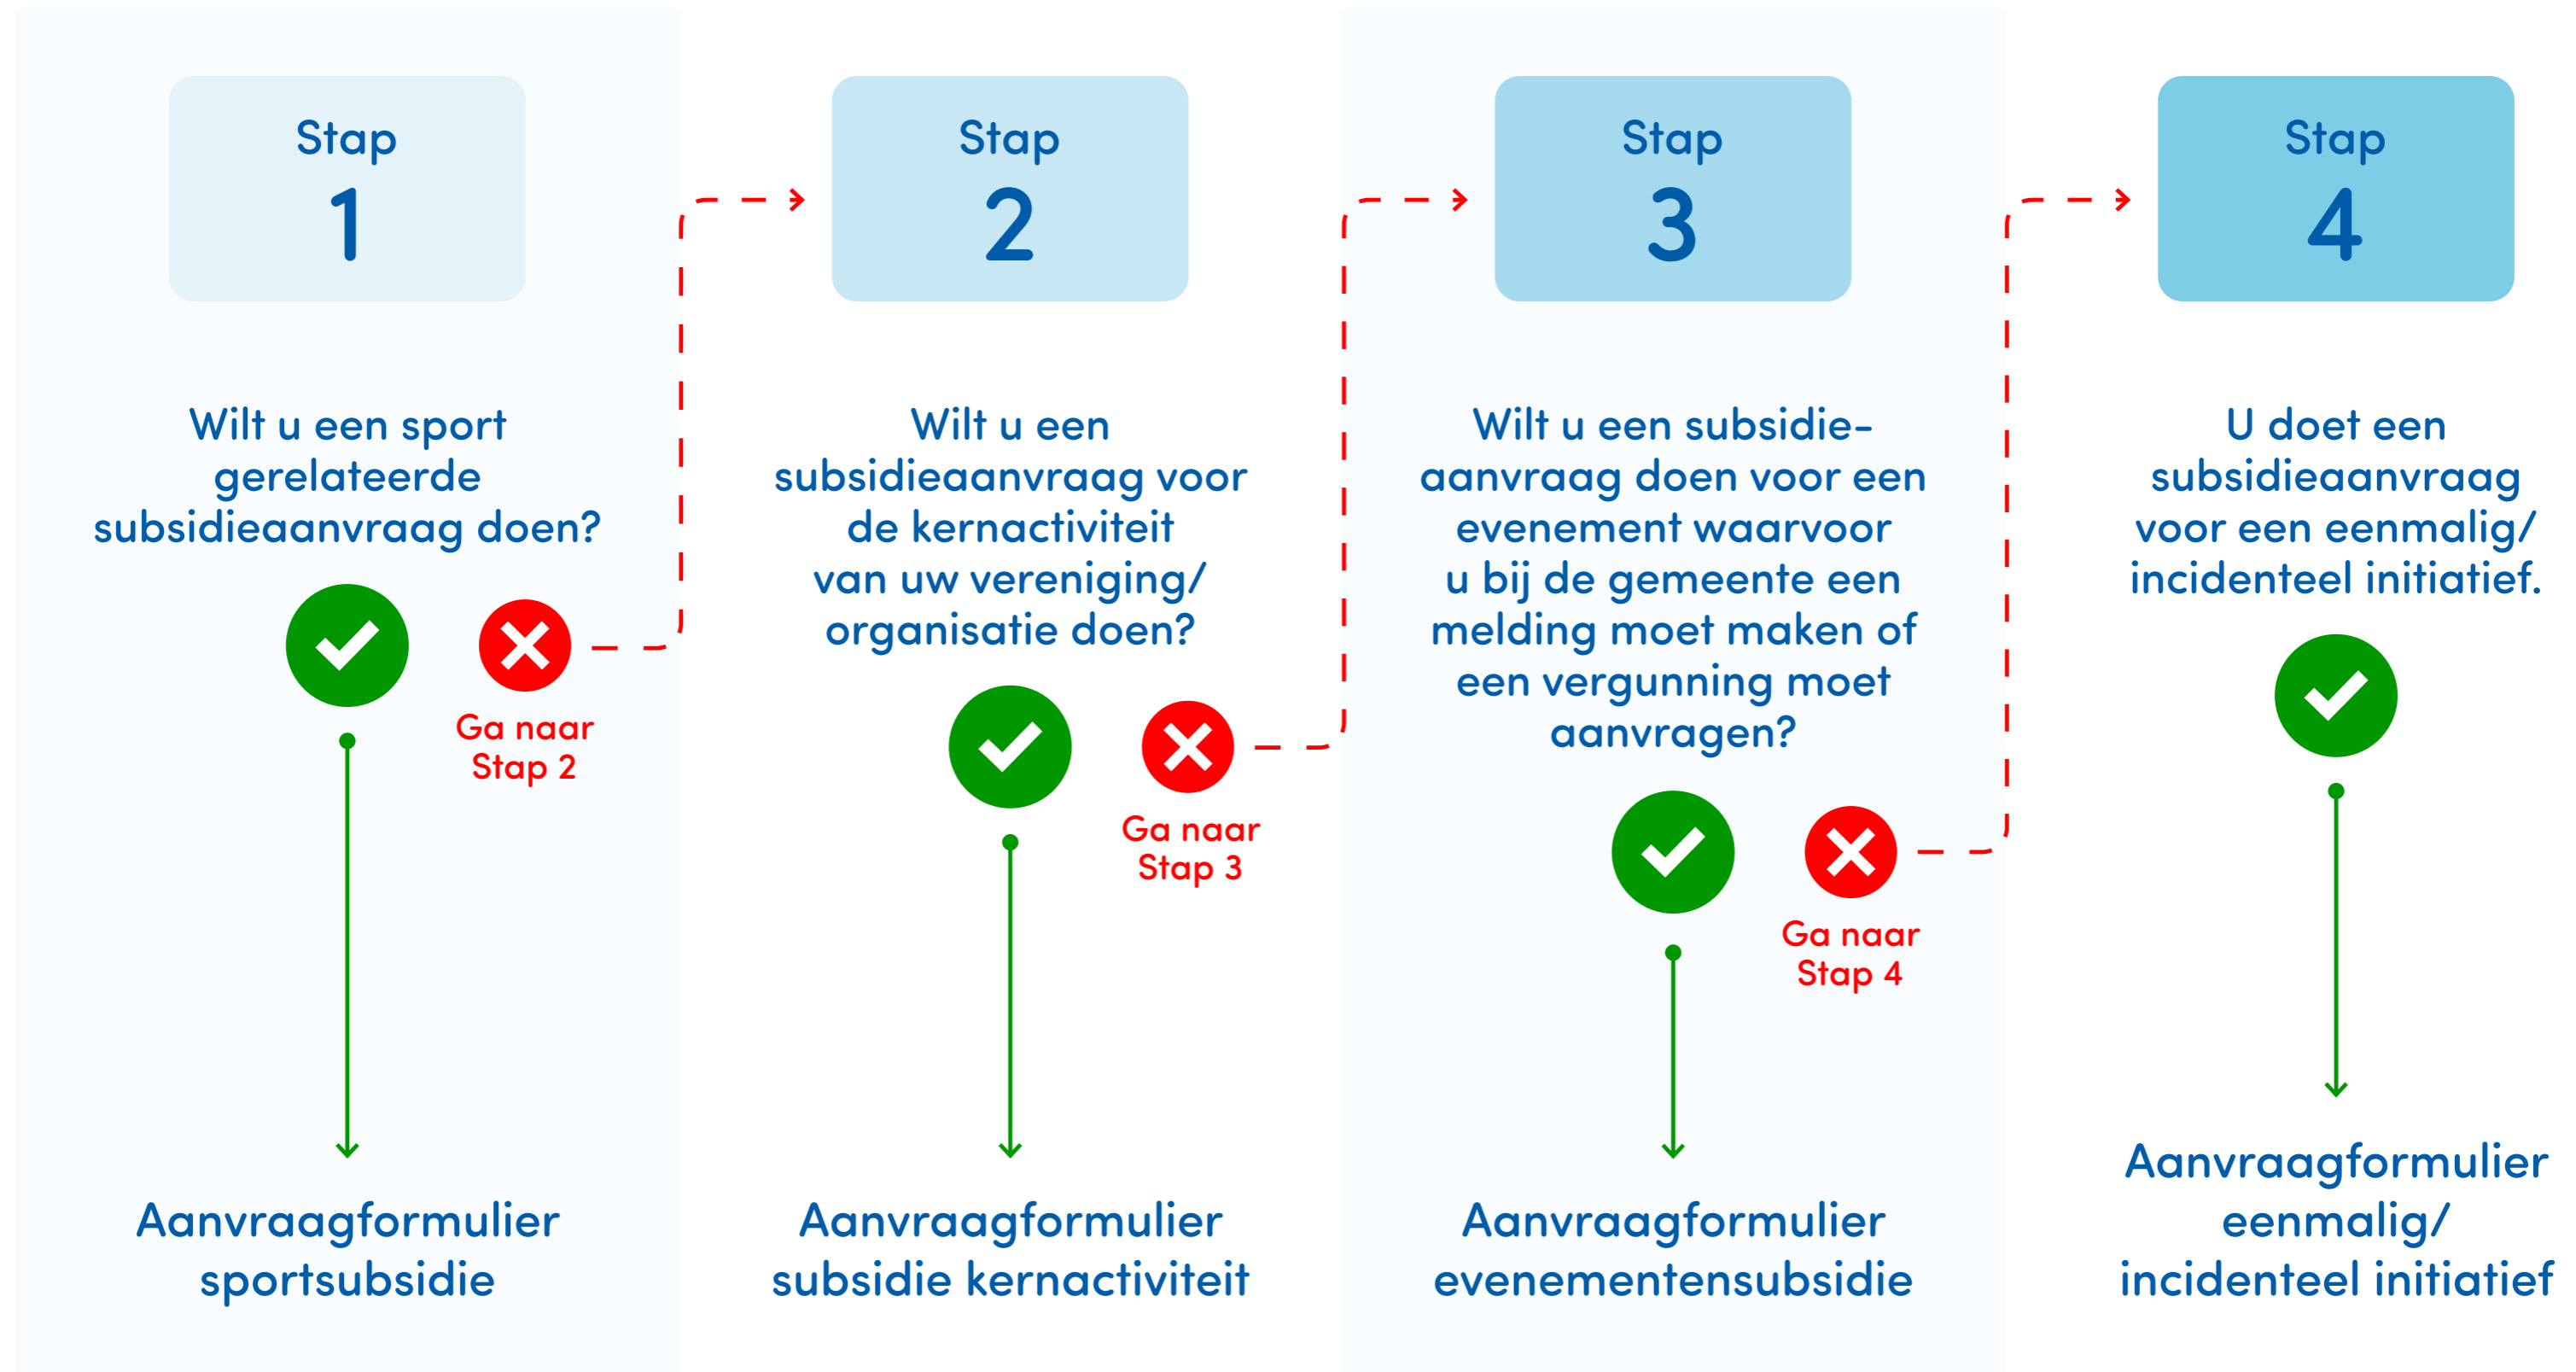 Stap
1
Wilt u een sport
gerelateerde
subsidieaanvraag doen?
Ga naar
Stap 2
Aanvraagformulier
sportsubsidie
Stap
2
Wilt u een
subsidieaanvraag voor
de kernactiviteit
van uw vereniging/
organisatie doen?
Ga naar
Stap 3
Aanvraagformulier
subsidie kernactiviteit
Stap
3
Wilt u een subsidie-
aanvraag doen voor een
evenement waarvoor
u bij de gemeente een
melding moet maken of
een vergunning moet
aanvragen?
Ga naar
Stap 4
Aanvraagformulier
evenementensubsidie
Stap
4
U doet een
subsidieaanvraag
voor een eenmalig/
incidenteel initiatief.
Aanvraagformulier
eenmalig/
incidenteel initiatief